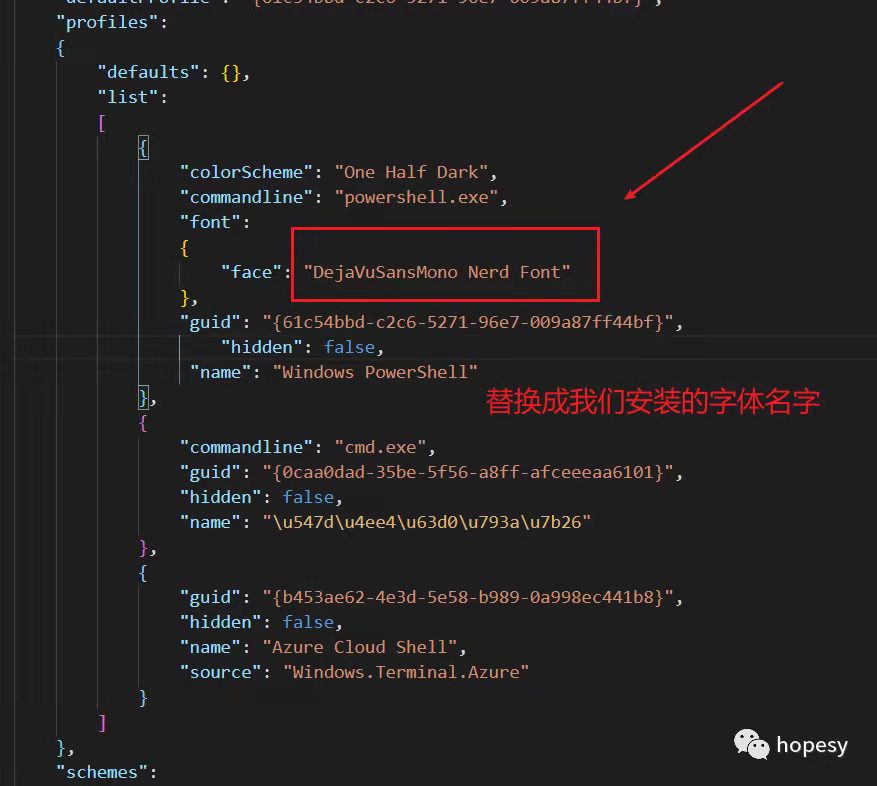 "profiles":
{
"defaults": {},
"list":
[
{
"colorScheme": "One Half Dark",
"commandline": "powershell.exe",
"font":
{
"face": "DejaVuSansMono Nerd Font"
},
"guid": "{61c54bbd-c2c6-5271-96e7-009a87ff44bf}",
"hidden": false,
"name": "Windows PowerShell"
替换成我们安装的字体名字
},
{
"commandline": "cmd.exe",
"guid": "{0caa0dad-35be-5f56-a8ff-afceeeaa6101}",
"hidden": false,
"name": "\u547d\u4ee4\u63d0\u793a\u7b26"
},
{
"guid": "{b453ae62-4e3d-5e58-b989-0a998ec441b8}",
"hidden": false,
"name": "Azure Cloud Shell",
"source": "Windows.Terminal.Azure"
}
]
},
"schemes":
hopesy